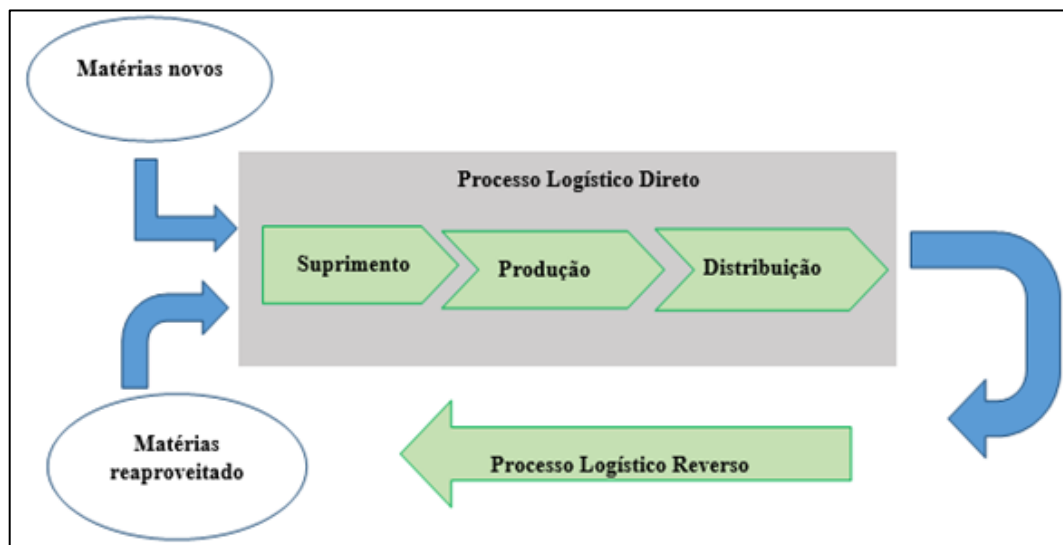 Matérias novos
Processo Logístico Direto
Suprimento
Produção
Distribuição
Matérias
reaproveitado
Processo Logístico Reverso